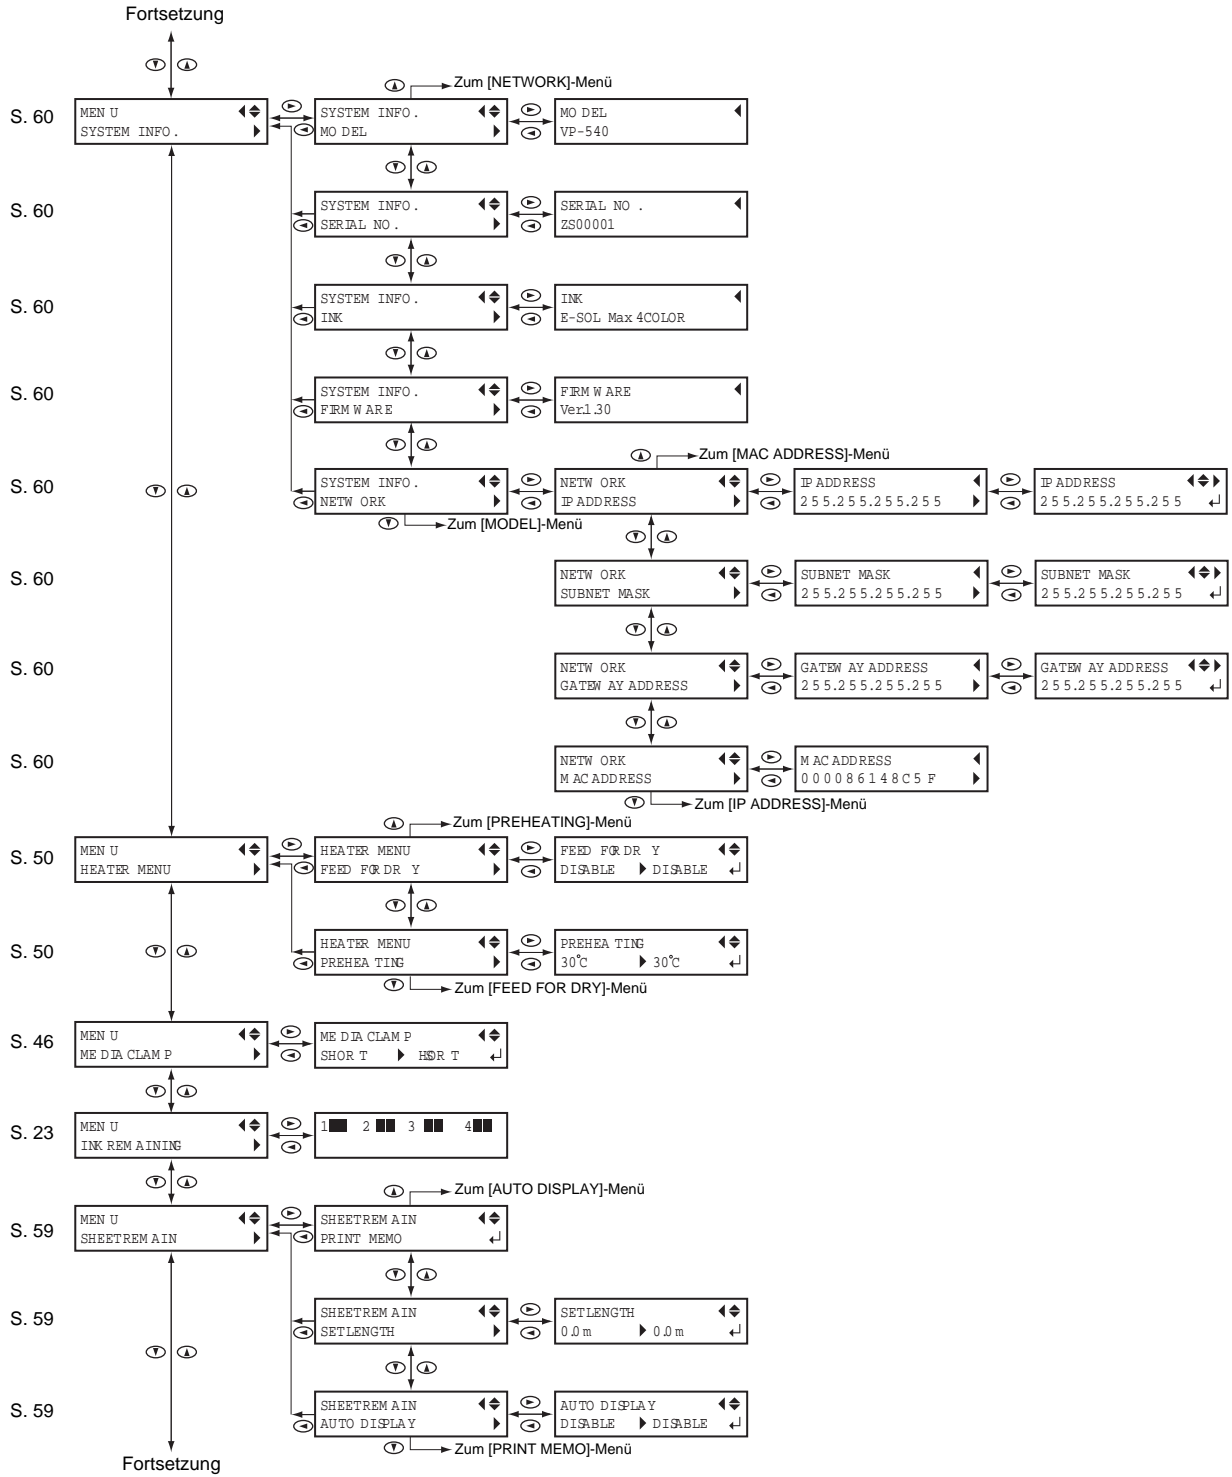 Fortsetzung
Zum [NETWORK]-Menü
S. 60
MENU
SYSTEM INFO.
SYSTEM INFO.
MODEL
MODEL
VP-540
S. 60
SYSTEM INFO.
SERIAL NO.
SERIAL NO.
ZS00001
S. 60
SYSTEM INFO.
INK
INK
E-SOL Max 4COLOR
S. 60
SYSTEM INFO.
FIRMWARE
FIRMWARE
Ver.1.30
Zum [MAC ADDRESS]-Menü
S. 60
SYSTEM INFO.
NETWORK
NETWORK
IP ADDRESS
IP ADDRESS
255.255.255.255
IP ADDRESS
255.255.255.255
Zum [MODEL]-Menü
S. 60
NETWORK
SUBNET MASK
SUBNET MASK
255.255.255.255
SUBNET MASK
255.255.255.255
S. 60
NETWORK
GATEWAY ADDRESS
GATEWAY ADDRESS
255.255.255.255
GATEWAY ADDRESS
255.255.255.255
S. 60
NETWORK
MAC ADDRESS
MAC ADDRESS
000086148C5F
Zum [IP ADDRESS]-Menü
Zum [PREHEATING]-Menü
S. 50
MENU
HEATER MENU
HEATER MENU
FEED FOR DRY
FEED FOR DRY
DISABLE DISABLE
S. 50
HEATER MENU
PREHEATING
PREHEATING
30°C 30°C
Zum [FEED FOR DRY]-Menü
S. 46
MENU
MEDIA CLAMP
MEDIA CLAMP
SHORT SHORT
S. 23
MENU
INK REMAINING
1 2 3 4
Zum [AUTO DISPLAY]-Menü
S. 59
MENU
SHEET REMAIN
SHEET REMAIN
PRINT MEMO
S. 59
SHEET REMAIN
SET LENGTH
SET LENGTH
0.0m 0.0m
S. 59
SHEET REMAIN
AUTO DISPLAY
AUTO DISPLAY
DISABLE DISABLE
Zum [PRINT MEMO]-Menü
Fortsetzung